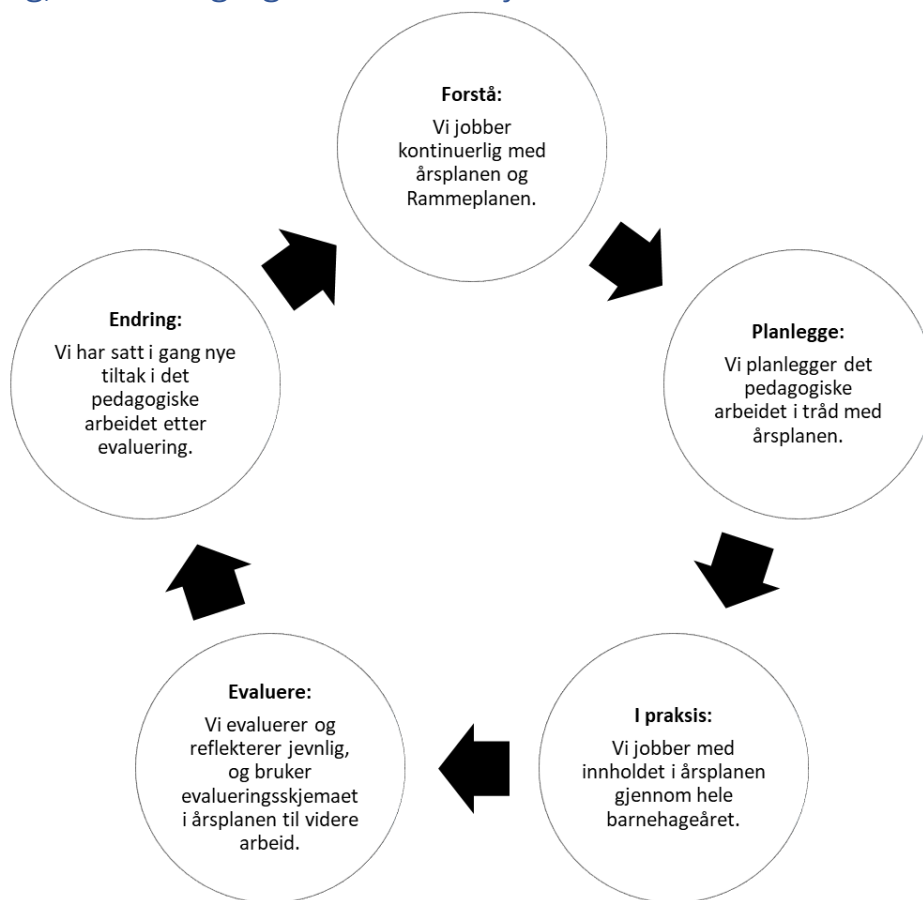 Forstå:
Vi jobber
kontinuerlig med
årsplanen og
Rammeplanen.
Planlegge:
Vi planlegger det
pedagogiske
arbeidet i tråd med
årsplanen.
I praksis:
Vi jobber med
innholdet i årsplanen
gjennom hele
barnehageåret.
Evaluere:
Vi evaluerer og
reflekterer jevnlig,
og bruker
evalueringsskjemaet
i årsplanen til videre
arbeid.
Endring:
Vi har satt i gang nye
tiltak i det
pedagogiske
arbeidet etter
evaluering.